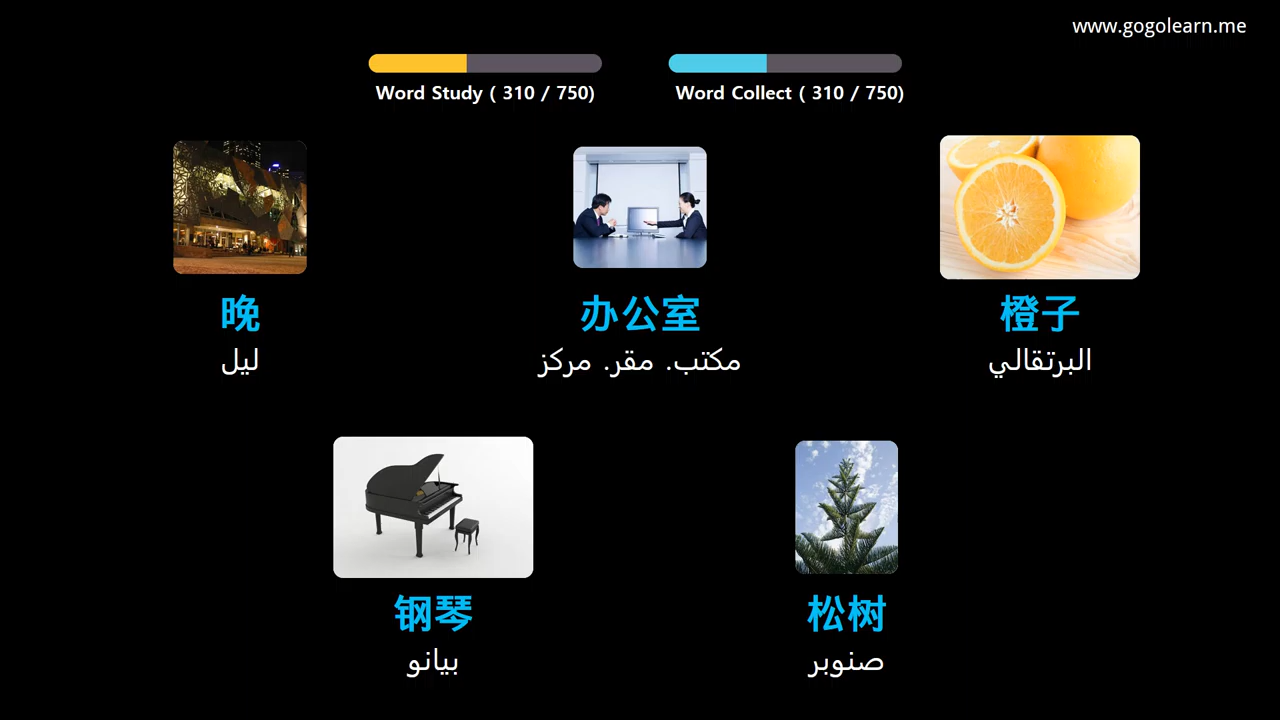 www.gogolearn.me
Word Study ( 310 / 750)
Word Collect ( 310 / 750)
晚
ليل
办公室
مكتب. مقر. مركز
橙子
البرتقالي
钢琴
بيانو
松树
صنوبر